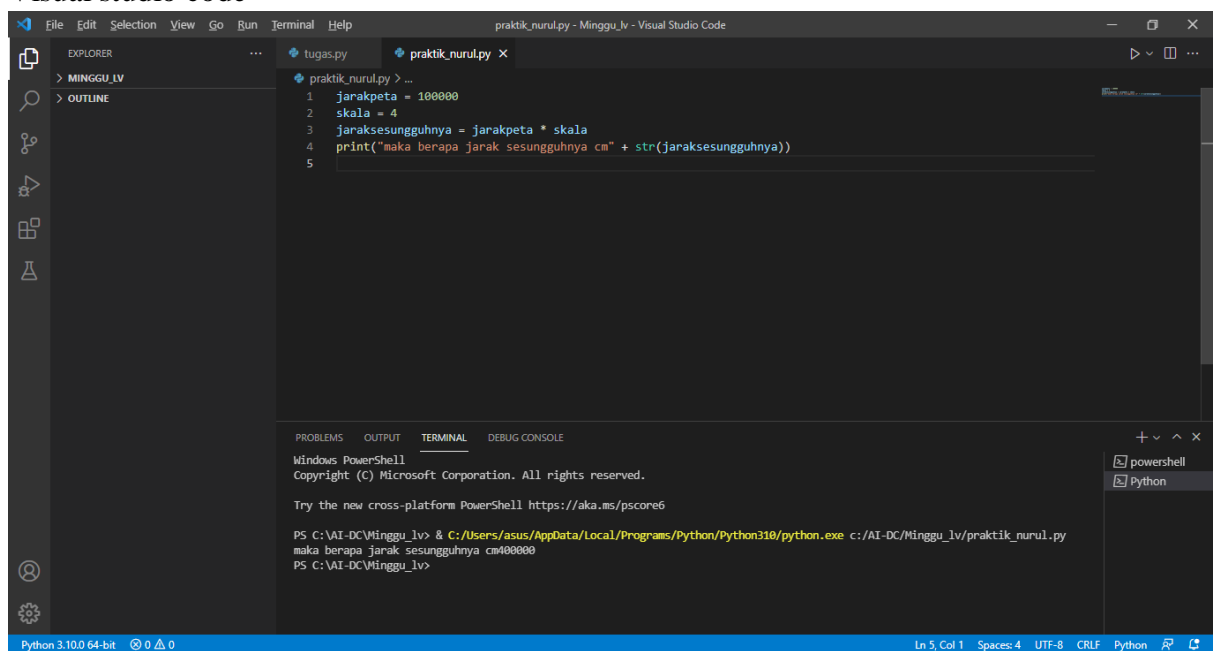 File Edit Selection View Go Run Terminal Help praktik_nurul.py - Minggu_lv - Visual Studio Code
EXPLORER
MINGGU_LV
OUTLINE
tugas.py praktik_nurul.py
praktik_nurul.py > ...
1 jarakpeta = 100000
2 skala = 4
3 jaraksesungguhnya = jarakpeta * skala
4 print("maka berapa jarak sesungguhnya cm" + str(jaraksesungguhnya))
5
PROBLEMS OUTPUT TERMINAL DEBUG CONSOLE
Windows PowerShell
Copyright (C) Microsoft Corporation. All rights reserved.
Try the new cross-platform PowerShell https://aka.ms/pscore6
PS C:\AI-DC\Minggu_lv> & C:/Users/asus/AppData/Local/Programs/Python/Python310/python.exe c:/AI-DC/Minggu_lv/praktik_nurul.py
maka berapa jarak sesungguhnya cm400000
PS C:\AI-DC\Minggu_lv>
powershell
Python
Python 3.10.0 64-bit 0 0 Ln 5, Col 1 Spaces: 4 UTF-8 CRLF Python